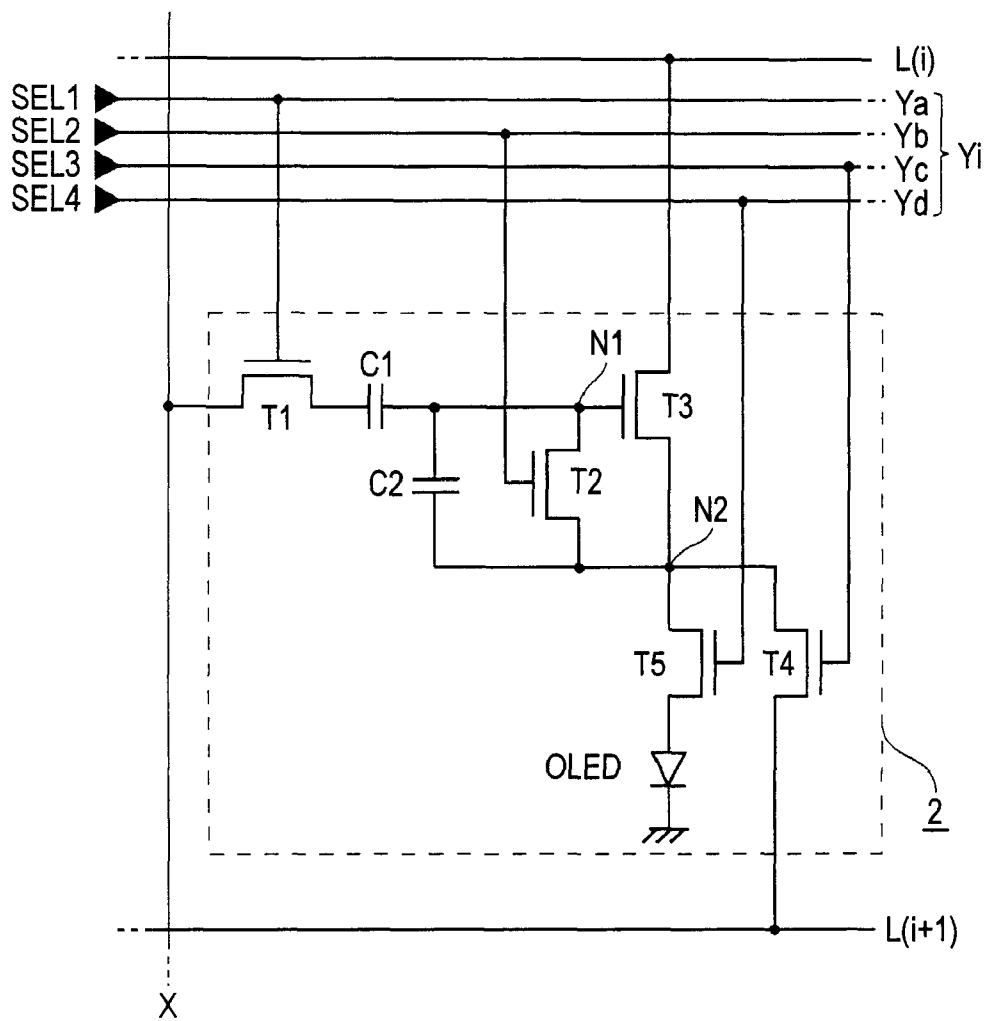 L(i)
SEL1 Ya
SEL2 Yb
SEL3 Yc
SEL4 Yd
Yi
N1
C1
T1
T3
C2
T2
N2
T5
T4
OLED
2
L(i+1)
X